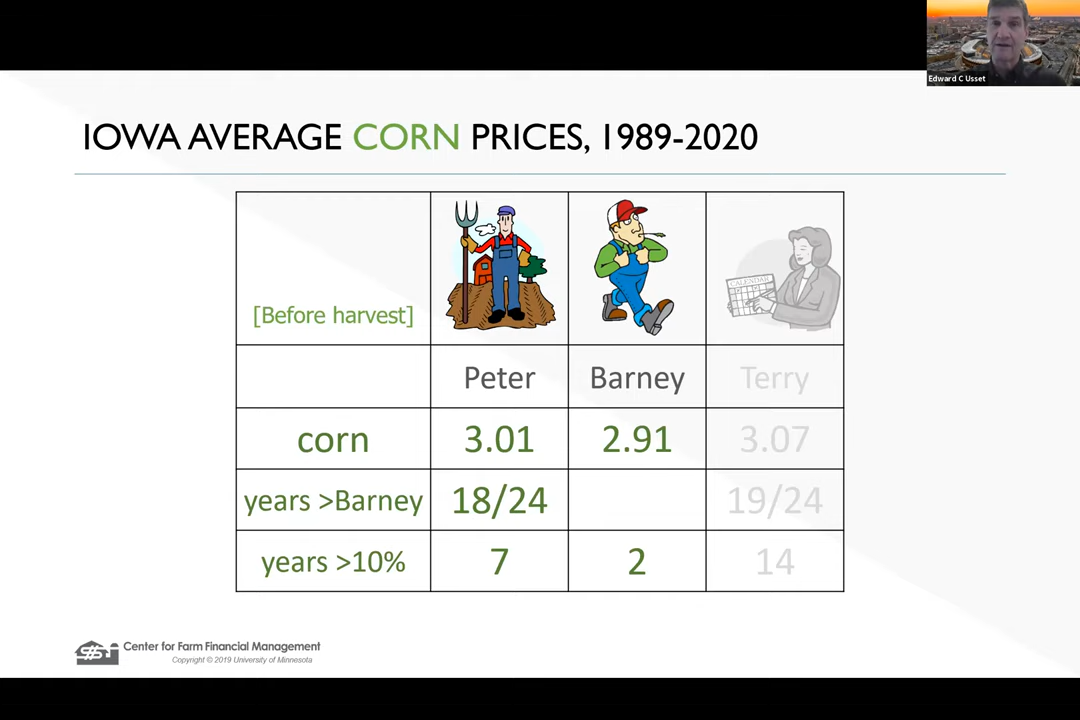 Edward C Usset
IOWA AVERAGE CORN PRICES, 1989-2020
CALENDAR
[Before harvest]
Peter Barney Terry
corn 3.01 2.91 3.07
years >Barney 18/24 19/24
years >10% 7 2 14
Center for Farm Financial Management
Copyright © 2019 University of Minnesota